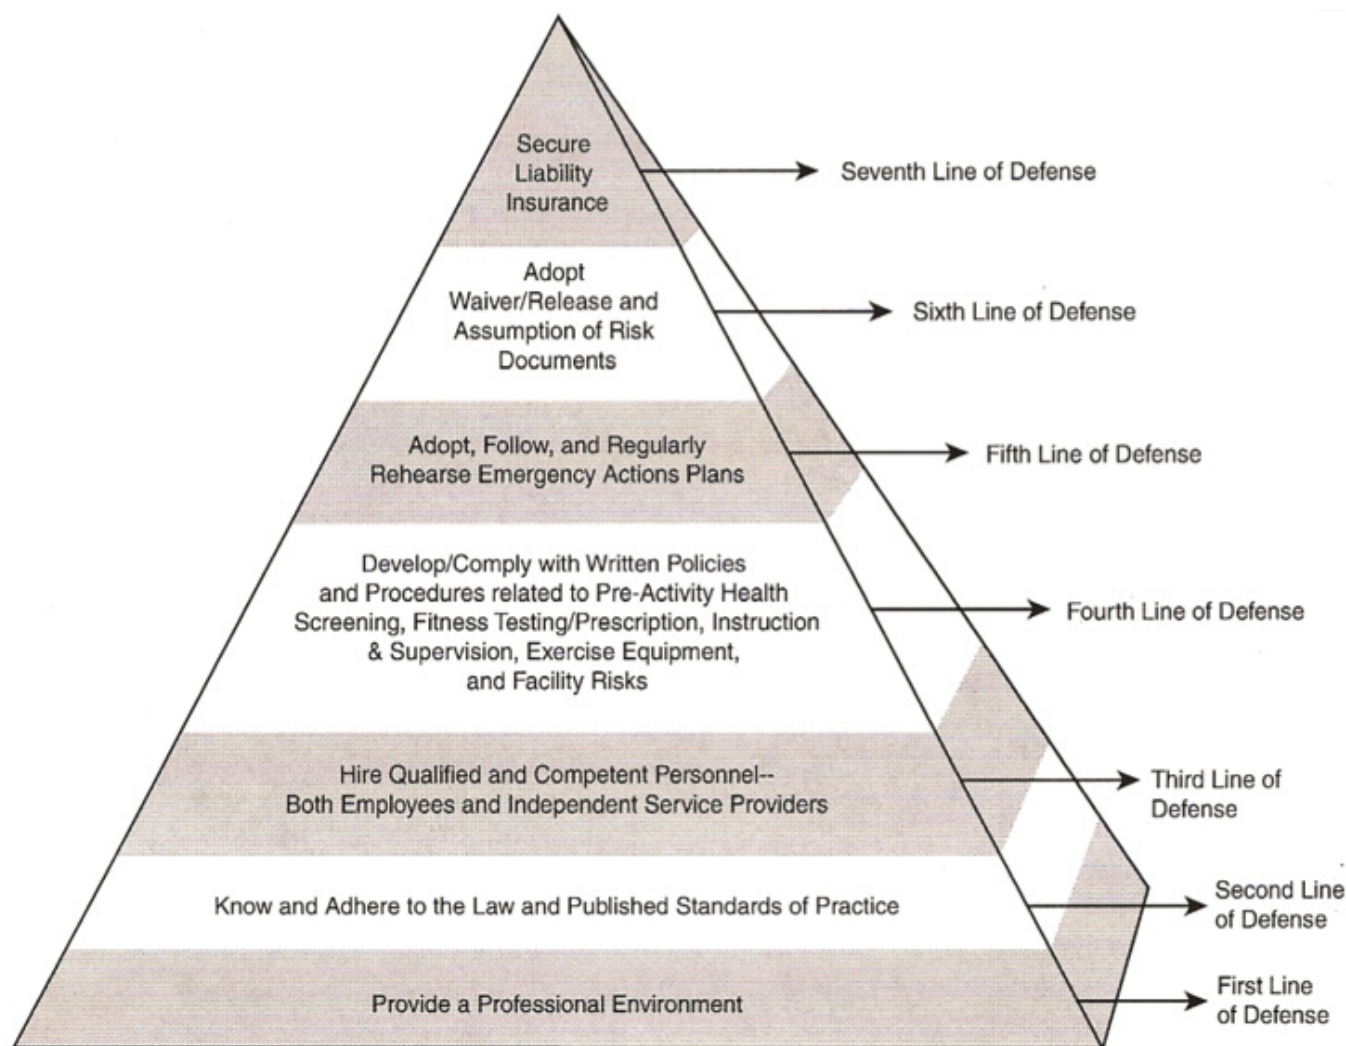 Secure
Liability
Insurance
Seventh Line of Defense
Adopt
Waiver/Release and
Assumption of Risk
Documents
Sixth Line of Defense
Adopt, Follow, and Regularly
Rehearse Emergency Actions Plans
Fifth Line of Defense
Develop/Comply with Written Policies
and Procedures related to Pre-Activity Health
Screening, Fitness Testing/Prescription, Instruction
& Supervision, Exercise Equipment,
and Facility Risks
Fourth Line of Defense
Hire Qualified and Competent Personnel--
Both Employees and Independent Service Providers
Third Line of
Defense
Know and Adhere to the Law and Published Standards of Practice
Second Line
of Defense
Provide a Professional Environment
First Line
of Defense